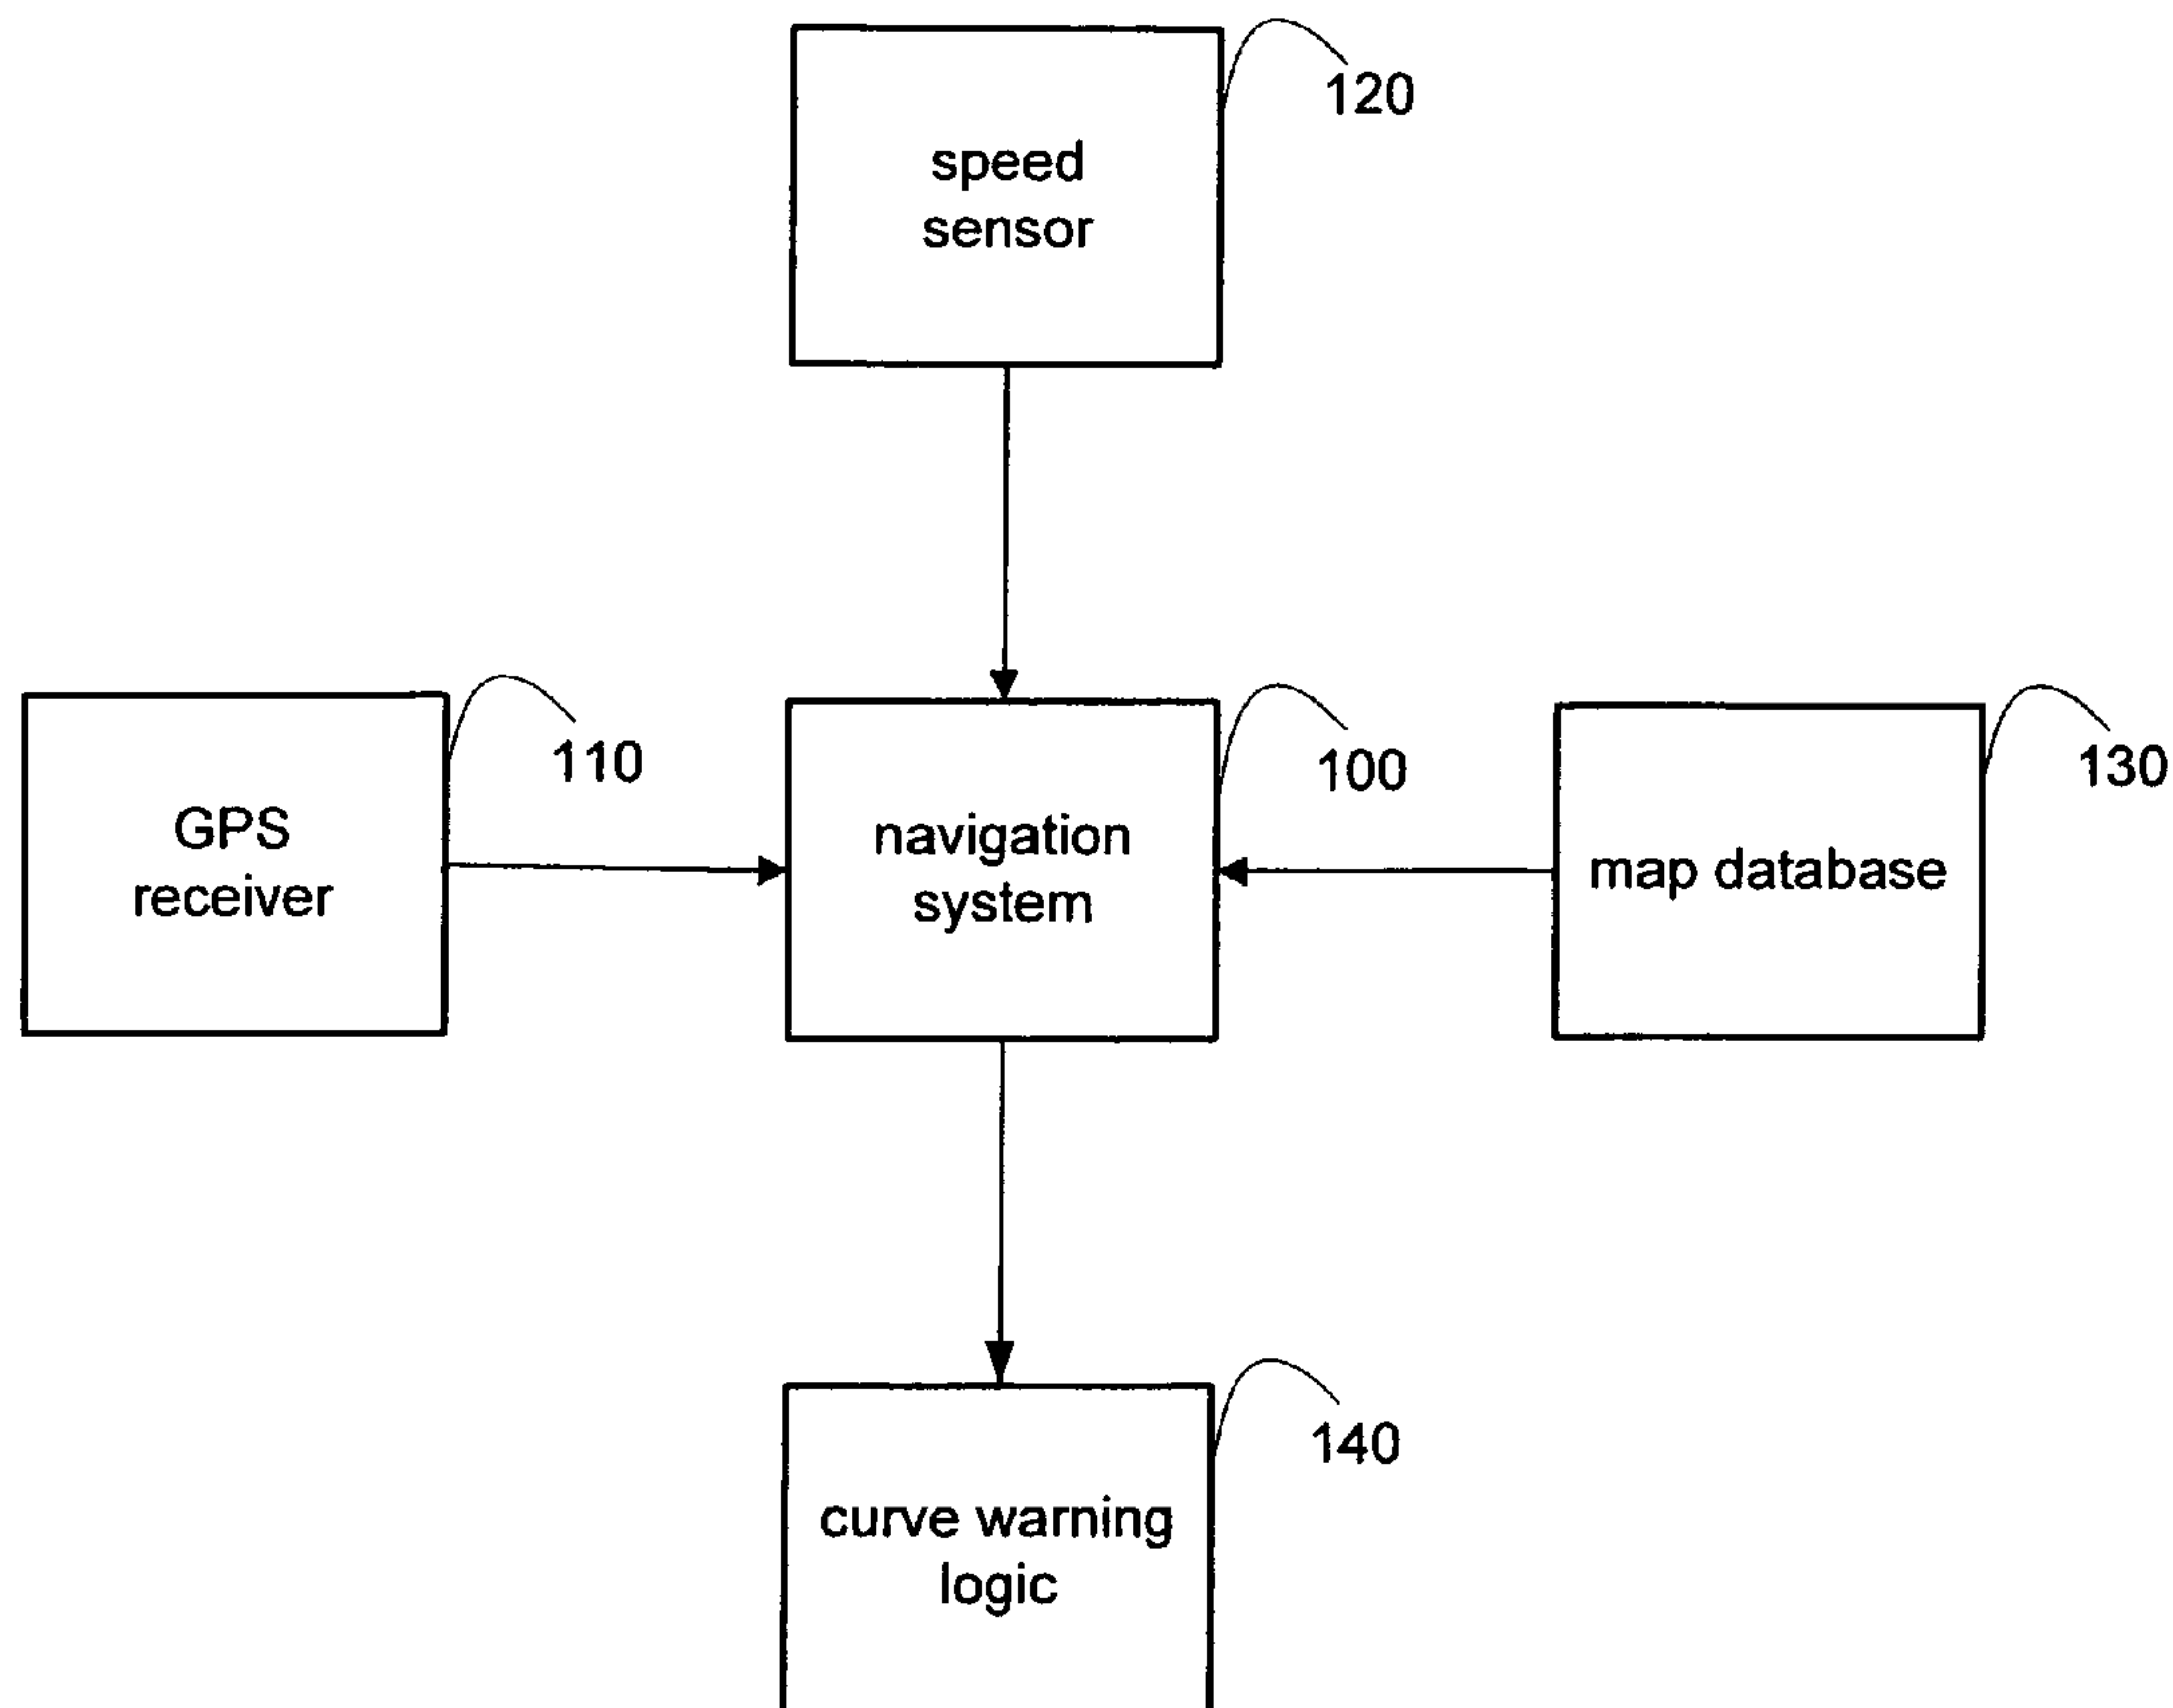 120
speed
sensor
110
100
130
GPS
receiver
navigation
system
map database
140
curve warning
logic